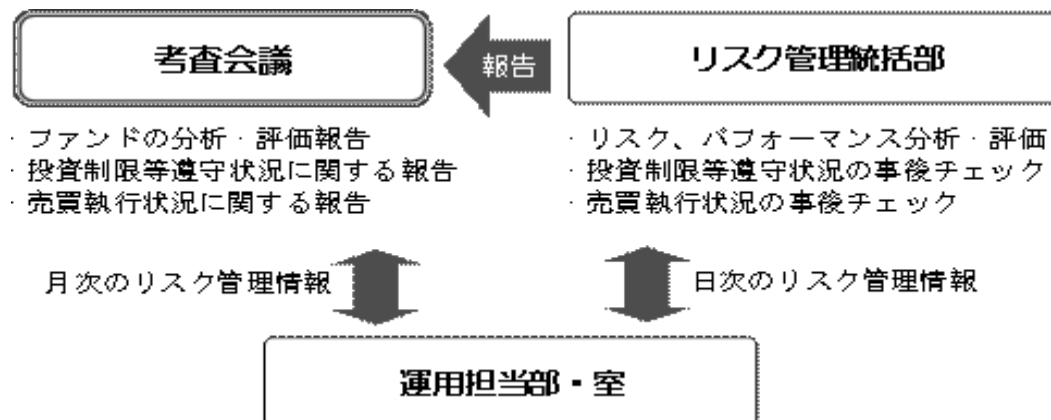 考査会議
報告
リスク管理統括部
・ファンドの分析・評価報告
・投資制限等遵守状況に関する報告
・売買執行状況に関する報告
・リスク、パフォーマンス分析・評価
・投資制限等遵守状況の事後チェック
・売買執行状況の事後チェック
月次のリスク管理情報
日次のリスク管理情報
運用担当部・室